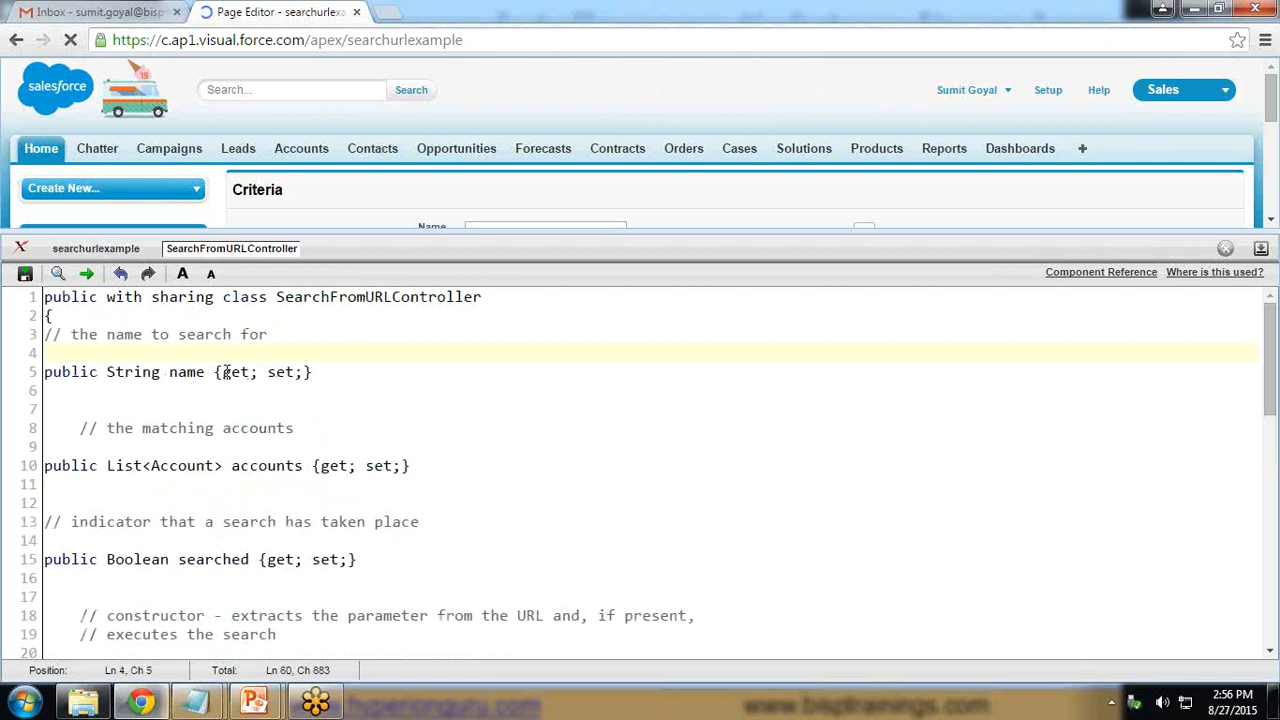 Inbox - sumit.goyal@bisp
Page Editor - searchurlexa
https://c.ap1.visual.force.com/apex/searchurlexample
salesforce
15
Search...
Search
Sumit Goyal
Setup
Help
Sales
Home
Chatter
Campaigns
Leads
Accounts
Contacts
Opportunities
Forecasts
Contracts
Orders
Cases
Solutions
Products
Reports
Dashboards
+
Create New...
Criteria
Name
searchurlexample
SearchFromURLController
A
A
Component Reference
Where is this used?
1 public with sharing class SearchFromURLController
2 {
3 // the name to search for
4
5 public String name {get; set;}
6
7
8 // the matching accounts
9
10 public List<Account> accounts {get; set;}
11
12
13 // indicator that a search has taken place
14
15 public Boolean searched {get; set;}
16
17
18 // constructor - extracts the parameter from the URL and, if present,
19 // executes the search
20
Position: Ln 4, Ch 5 Total: Ln 60, Ch 883
www.bisptrainings.com
2:56 PM
8/27/2015